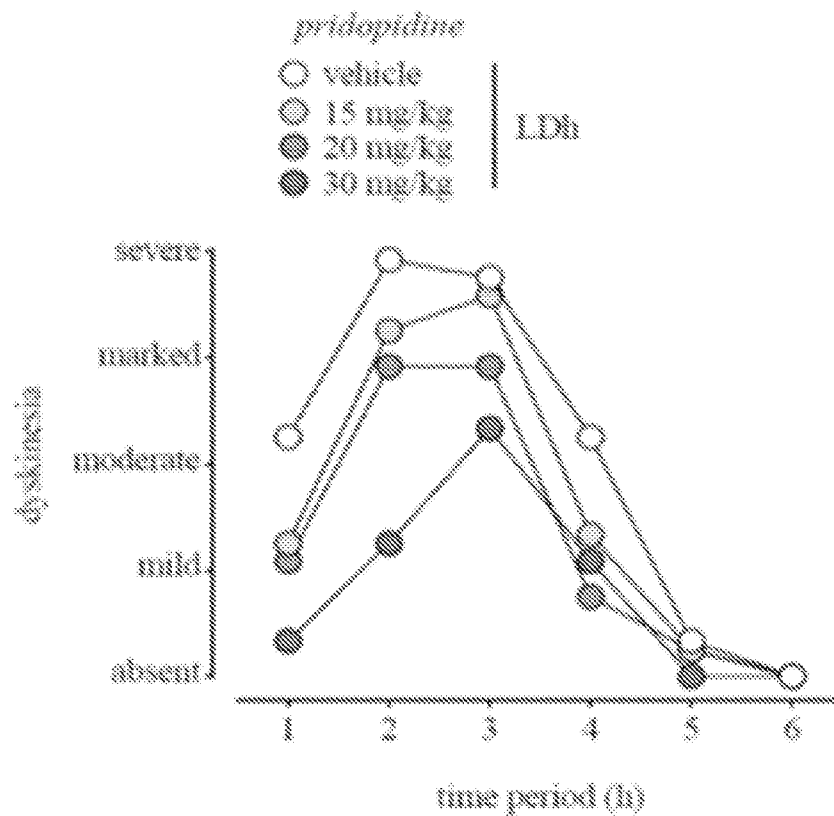 pridopidine
vehicle
15 mg/kg
20 mg/kg
30 mg/kg
LDh
severe
marked
moderate
mild
absent
dyskinesis
1 2 3 4 5 6
time period (h)